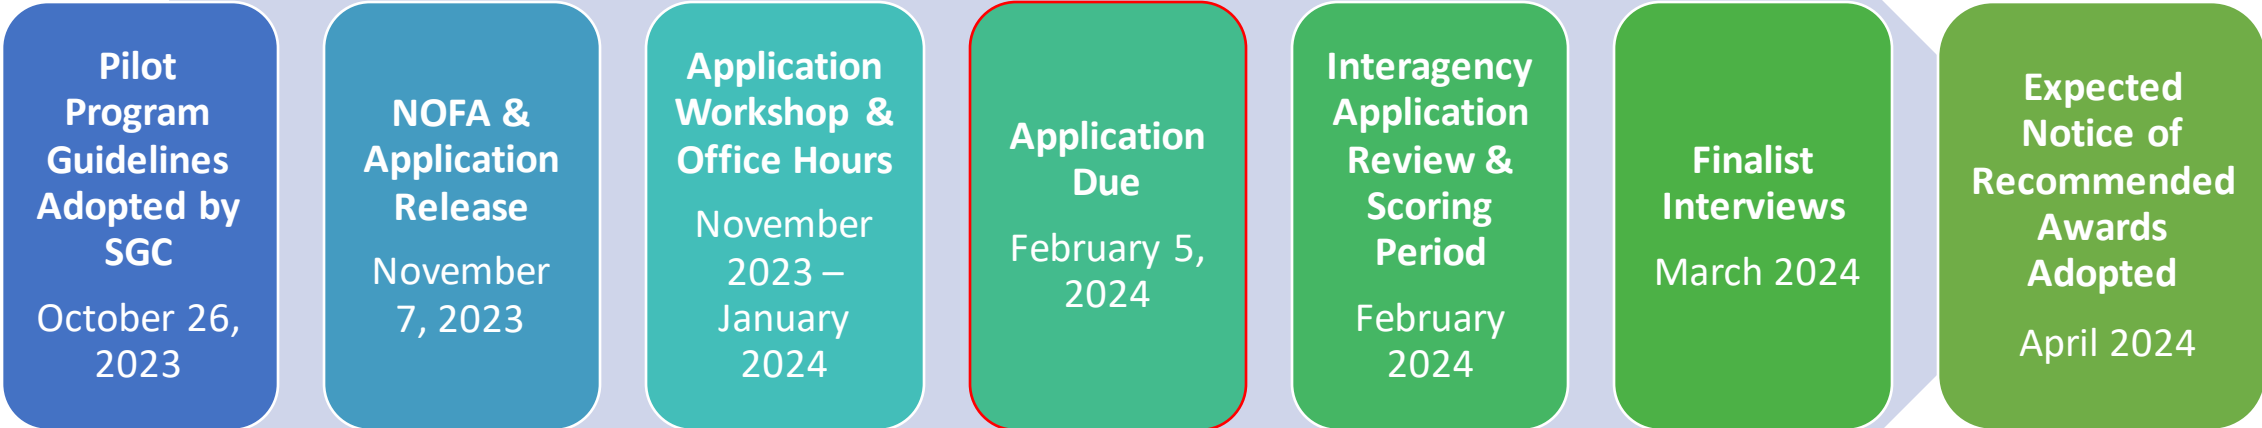 Pilot
Program
Guidelines
Adopted by
SGC
October 26,
2023
NOFA &
Application
Release
November
7, 2023
Application
Workshop &
Office Hours
November
2023 –
January
2024
Application
Due
February 5,
2024
Interagency
Application
Review &
Scoring
Period
February
2024
Finalist
Interviews
March 2024
Expected
Notice of
Recommended
Awards
Adopted
April 2024